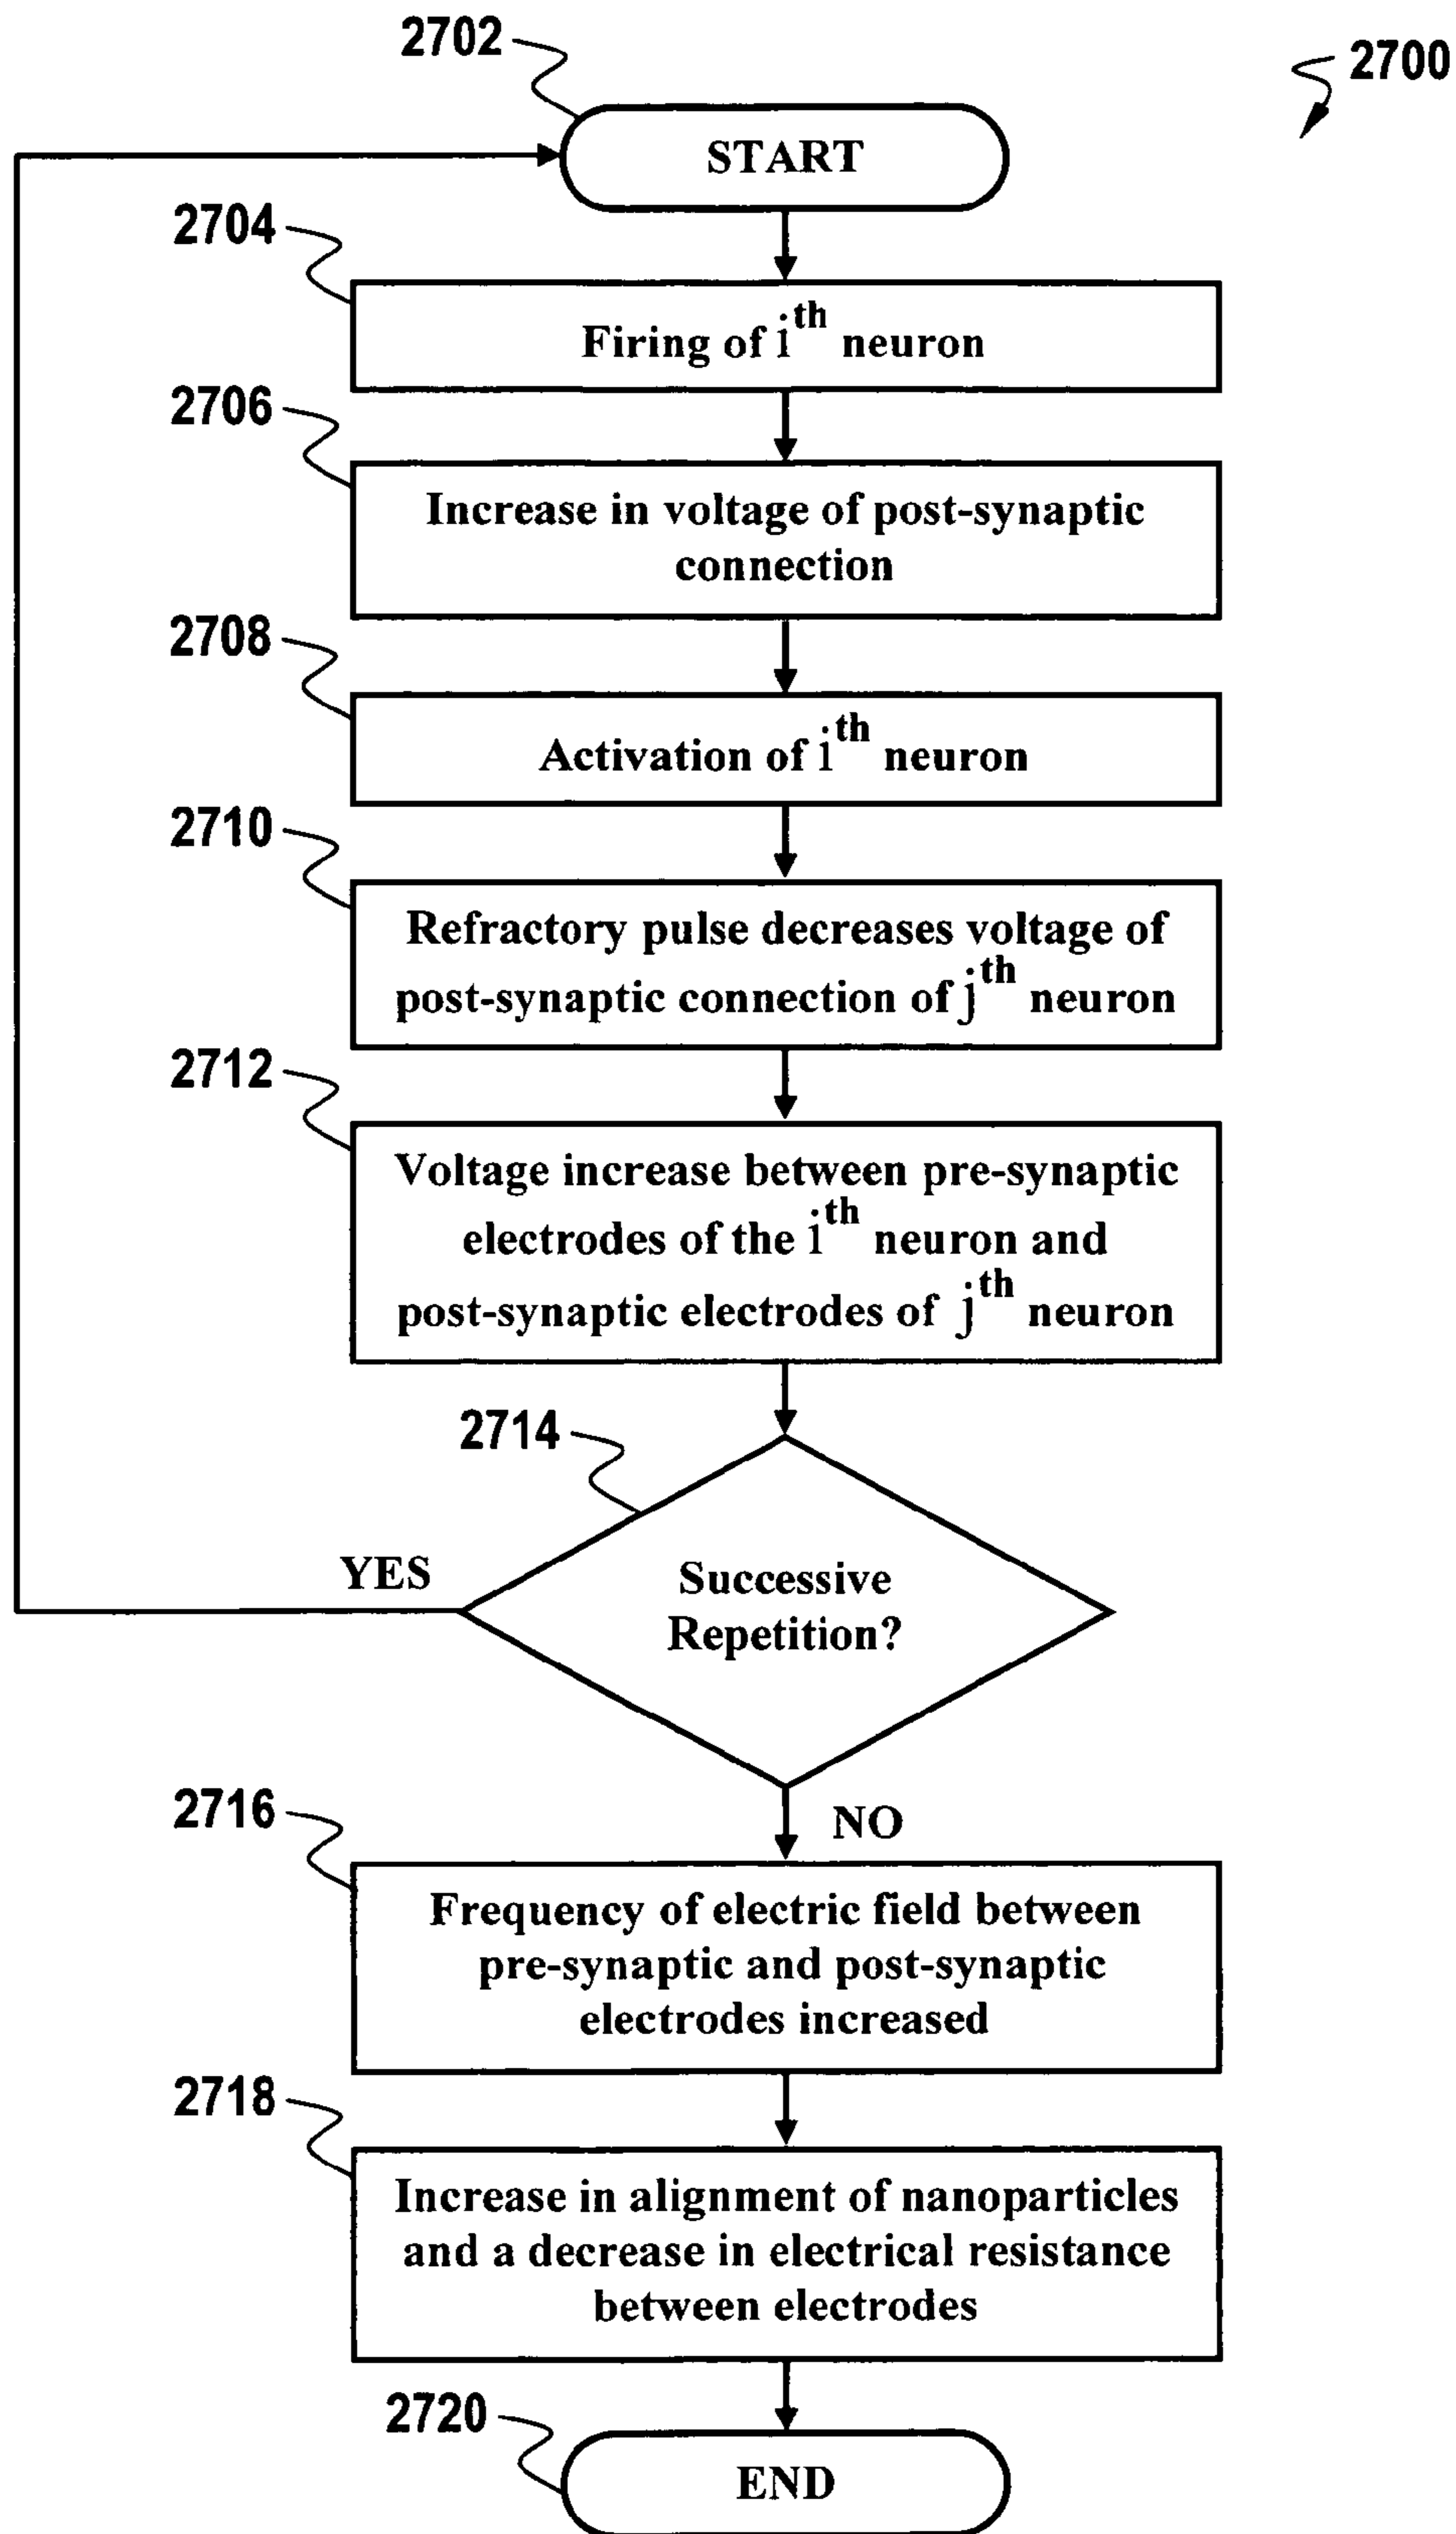 2702
2700
START
2704
Firing of i^th neuron
2706
Increase in voltage of post-synaptic
connection
2708
Activation of i^th neuron
2710
Refractory pulse decreases voltage of
post-synaptic connection of j^th neuron
2712
Voltage increase between pre-synaptic
electrodes of the i^th neuron and
post-synaptic electrodes of j^th neuron
2714
YES
Successive
Repetition?
NO
2716
Frequency of electric field between
pre-synaptic and post-synaptic
electrodes increased
2718
Increase in alignment of nanoparticles
and a decrease in electrical resistance
between electrodes
2720
END